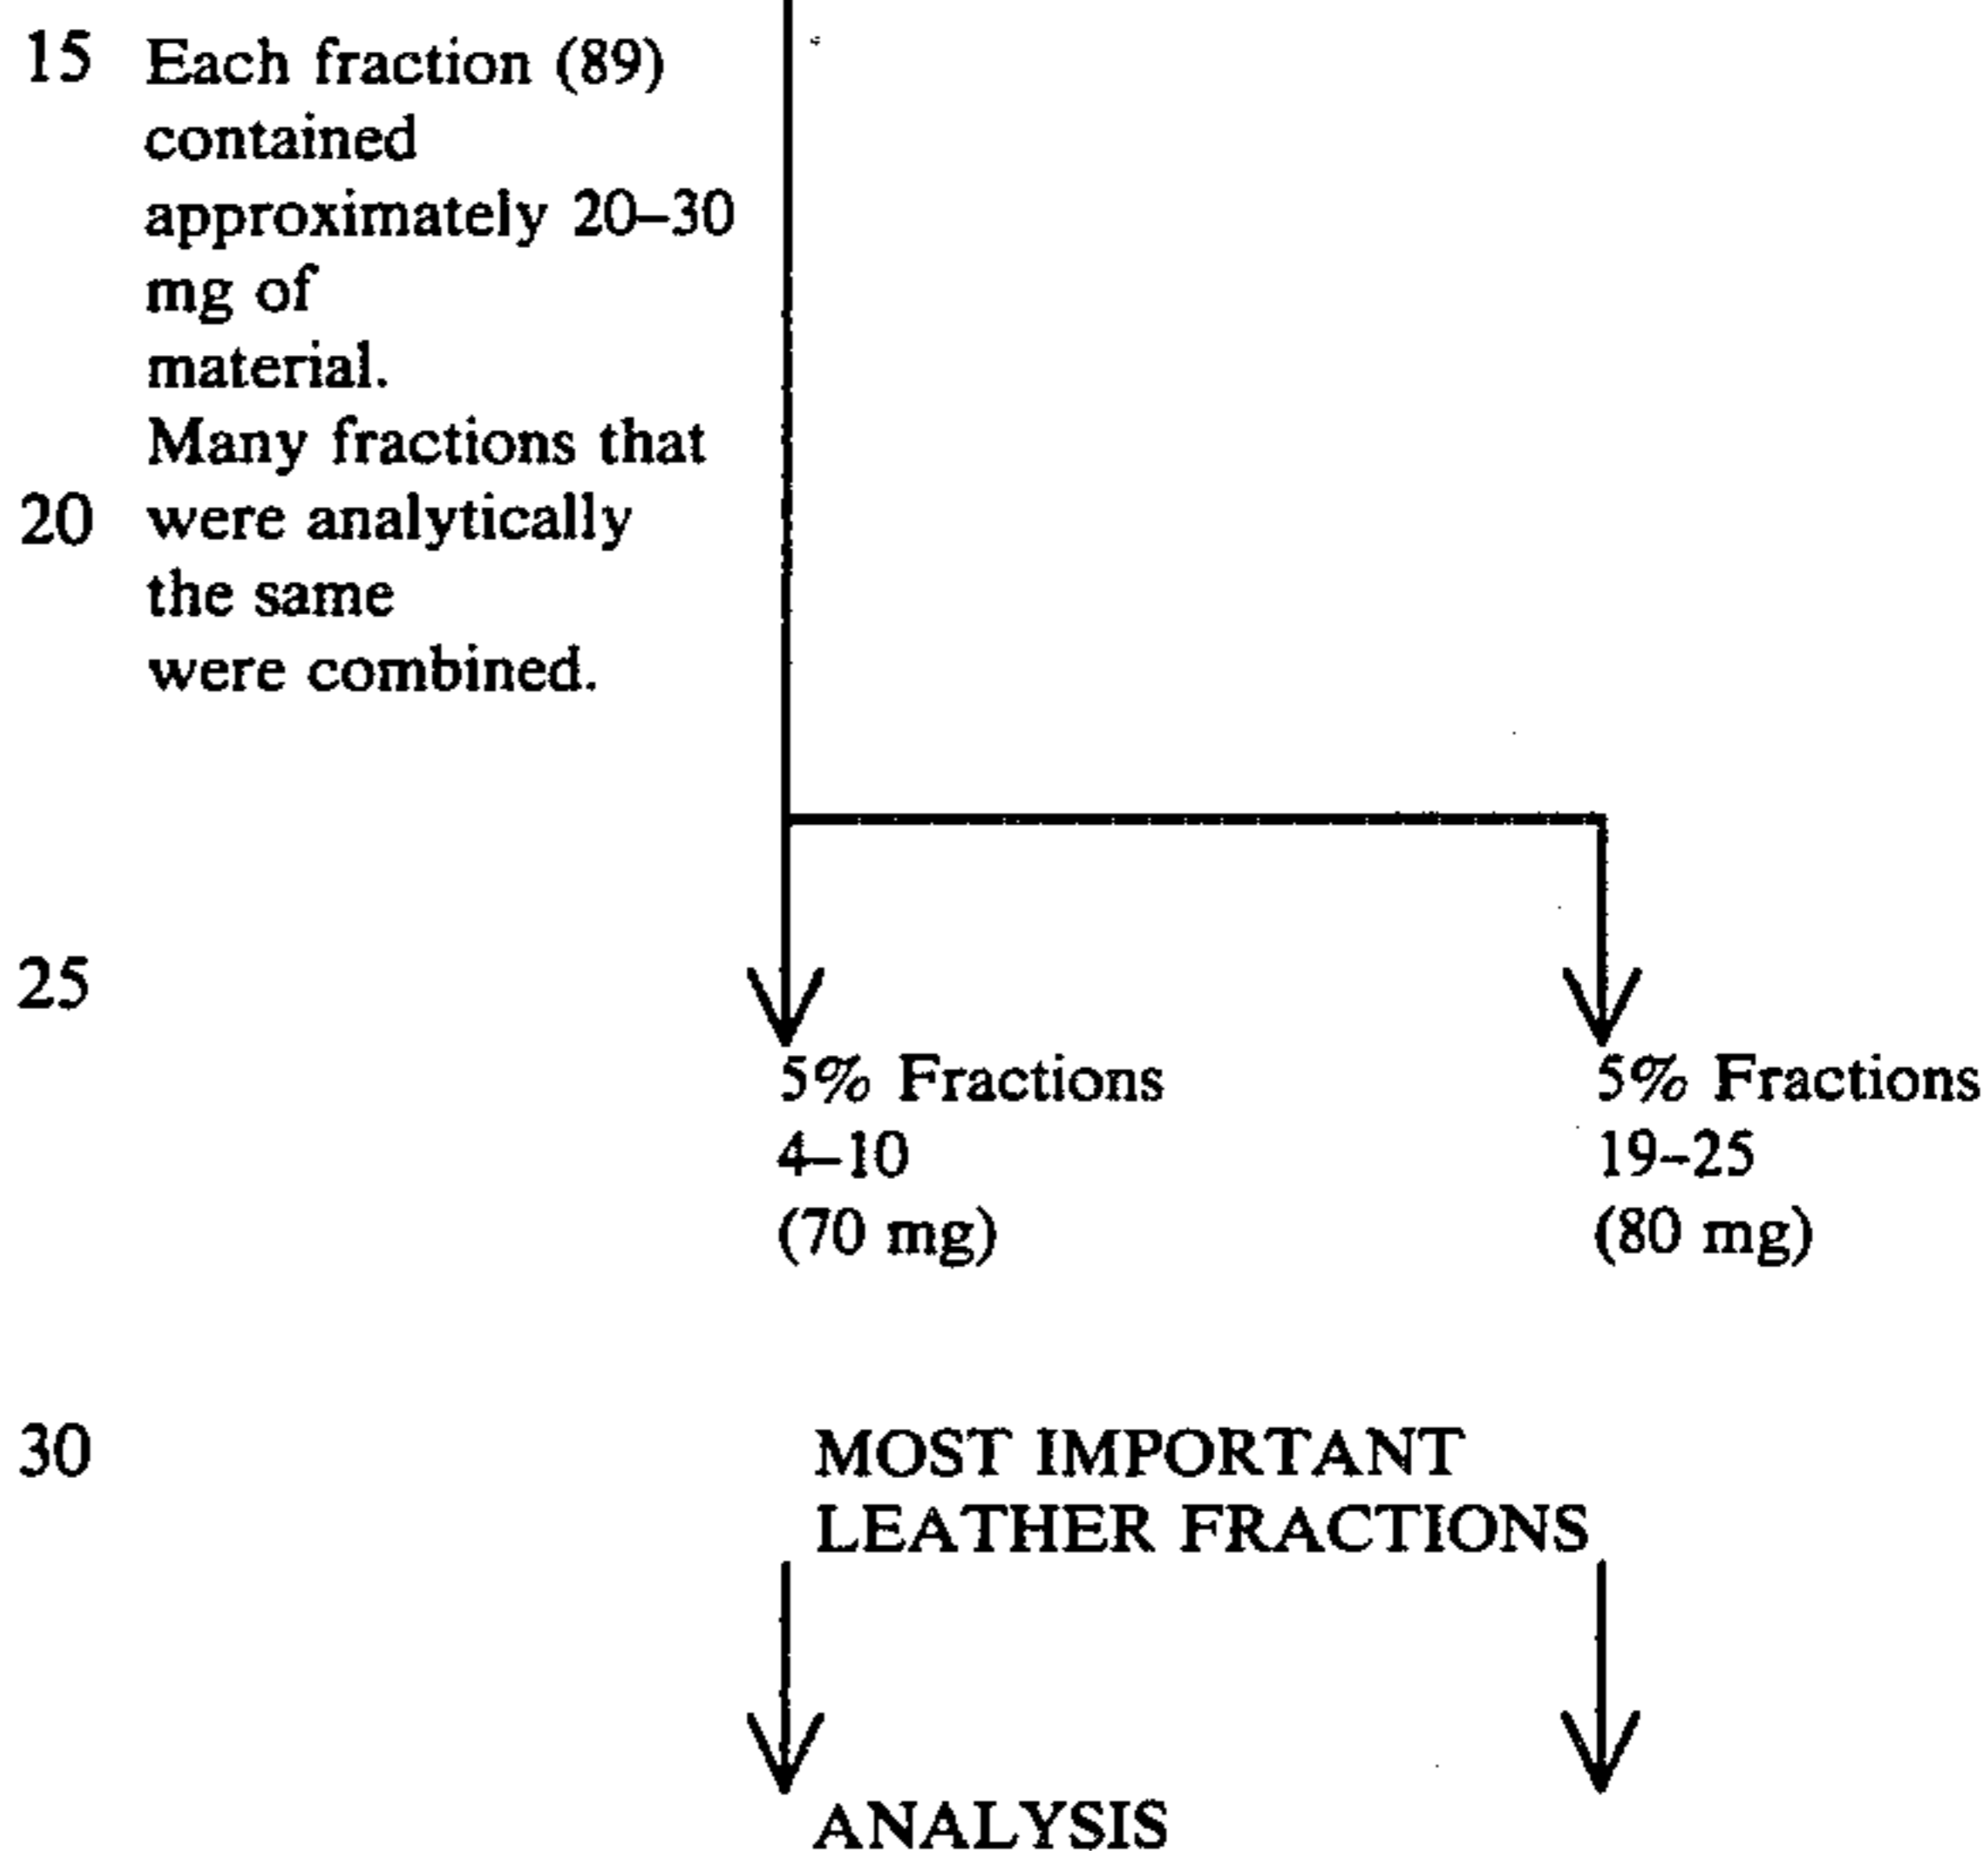 15 Each fraction (89)
contained
approximately 20–30
mg of
material.
Many fractions that
20 were analytically
the same
were combined.
25
5% Fractions 5% Fractions
4–10 19–25
(70 mg) (80 mg)
30 MOST IMPORTANT
LEATHER FRACTIONS
ANALYSIS